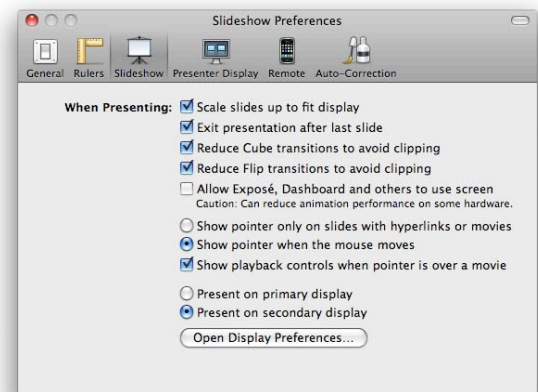 Slideshow Preferences
General Rulers Slideshow Presenter Display Remote Auto-Correction
When Presenting: Scale slides up to fit display
Exit presentation after last slide
Reduce Cube transitions to avoid clipping
Reduce Flip transitions to avoid clipping
Allow Exposé, Dashboard and others to use screen
Caution: Can reduce animation performance on some hardware.
Show pointer only on slides with hyperlinks or movies
Show pointer when the mouse moves
Show playback controls when pointer is over a movie
Present on primary display
Present on secondary display
Open Display Preferences...